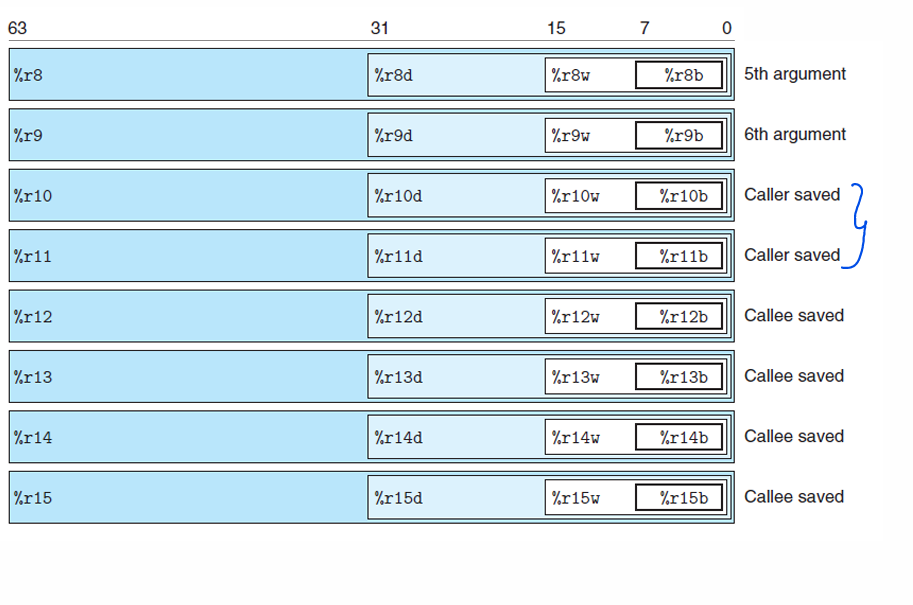 63 31 15 7 0
%r8 %r8d %r8w %r8b 5th argument
%r9 %r9d %r9w %r9b 6th argument
%r10 %r10d %r10w %r10b Caller saved
%r11 %r11d %r11w %r11b Caller saved
%r12 %r12d %r12w %r12b Callee saved
%r13 %r13d %r13w %r13b Callee saved
%r14 %r14d %r14w %r14b Callee saved
%r15 %r15d %r15w %r15b Callee saved